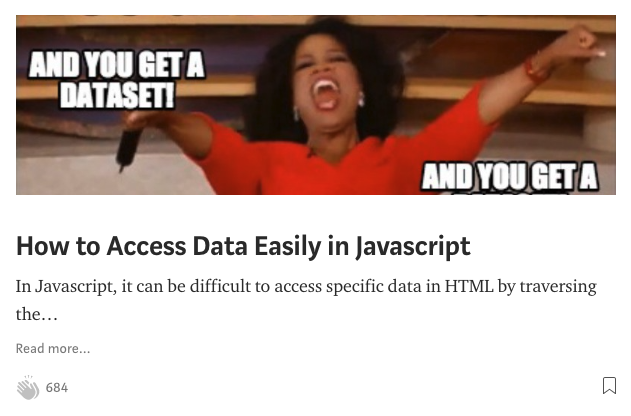 AND YOU GET A
DATASET!
AND YOU GET A
How to Access Data Easily in Javascript
In Javascript, it can be difficult to access specific data in HTML by traversing
the…
Read more...
684